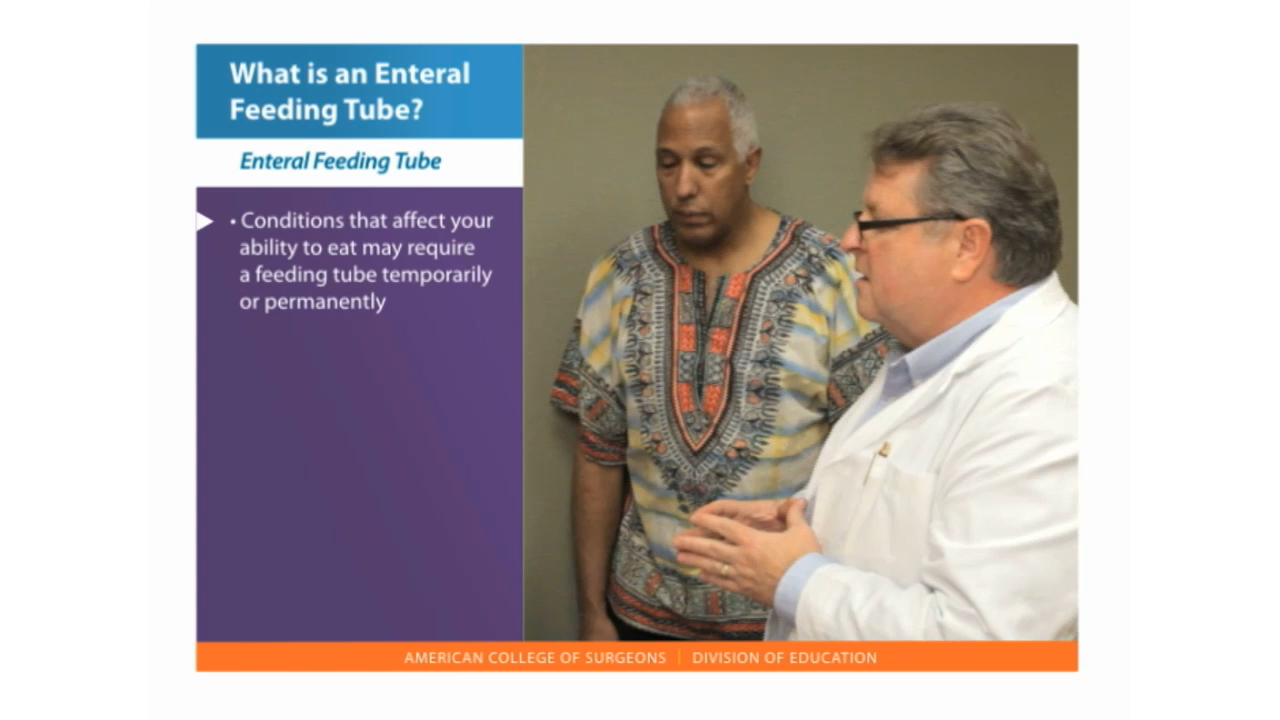 What is an Enteral
Feeding Tube?
Enteral Feeding Tube
• Conditions that affect your
ability to eat may require
a feeding tube temporarily
or permanently
AMERICAN COLLEGE OF SURGEONS | DIVISION OF EDUCATION